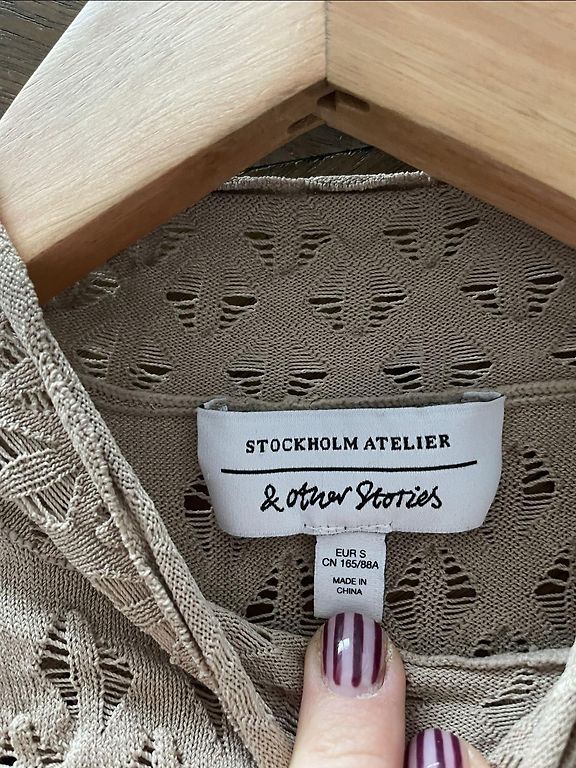 STOCKHOLM ATELIER
& Other Stories
EUR S
CN 165/88A
MADE IN
CHINA